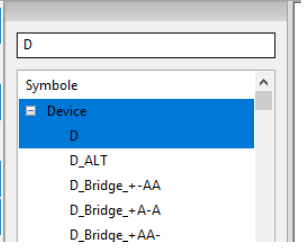 D
Symbole
Device
D
D_ALT
D_Bridge_+-AA
D_Bridge_+A-A
D_Bridge_+AA-